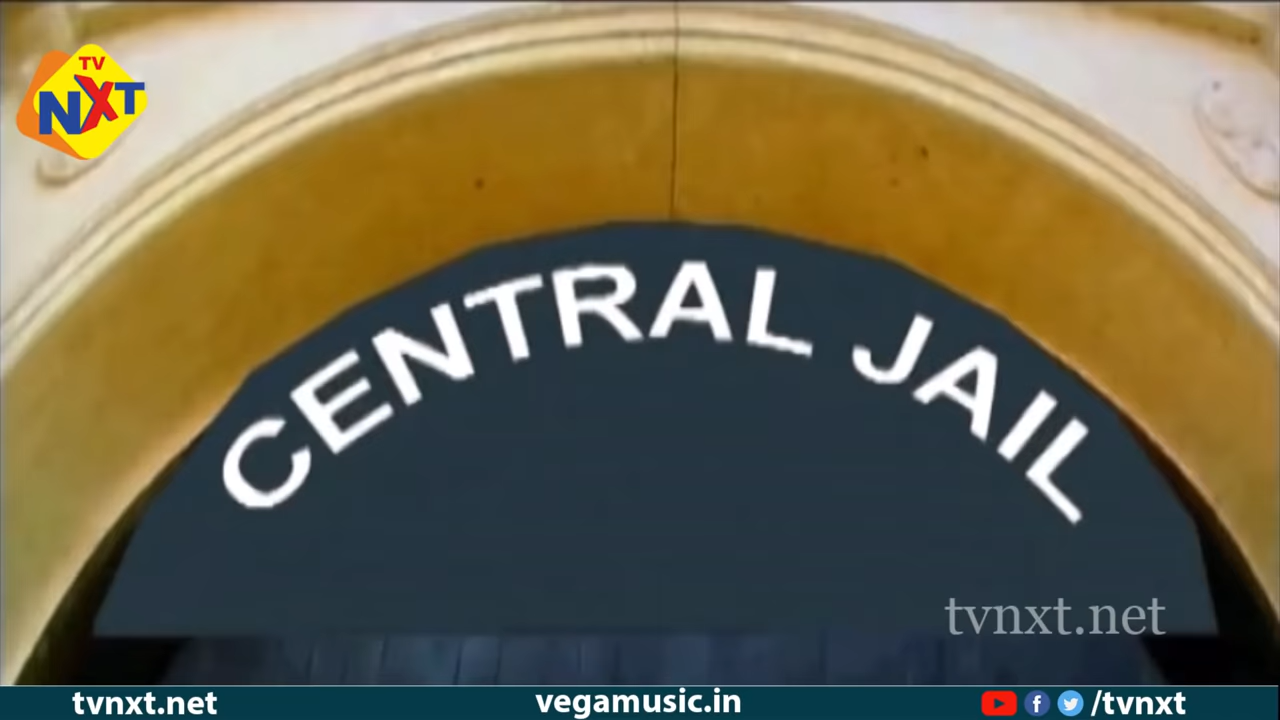 TV
NXT
CENTRAL JAIL
tvnxt.net
tvnxt.net
vegamusic.in
/tvnxt